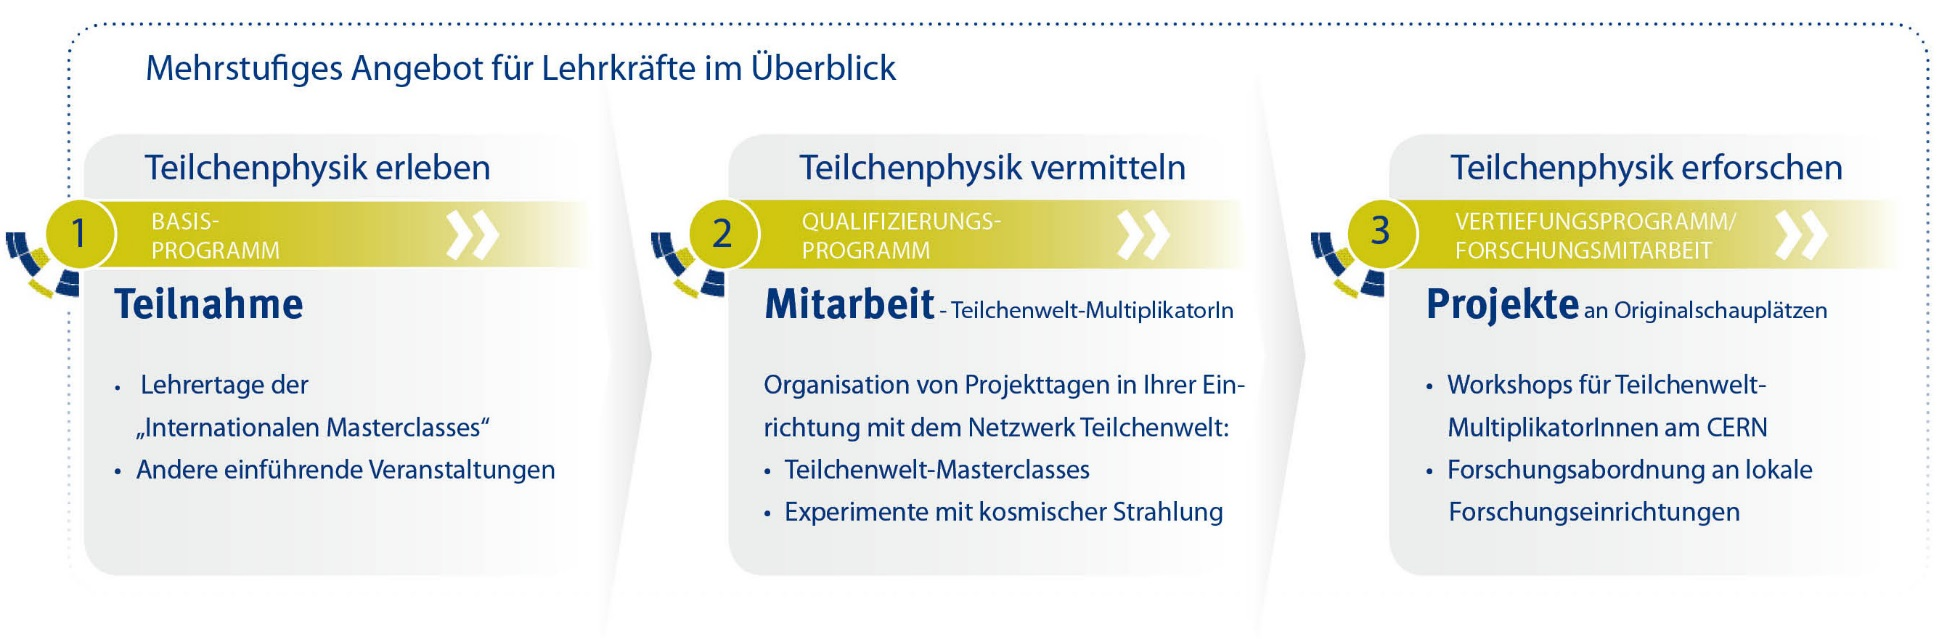 Mehrstufiges Angebot für Lehrkräfte im Überblick
Teilchenphysik erleben
1
BASIS-
PROGRAMM
Teilnahme
• Lehrertage der
„Internationalen Masterclasses“
• Andere einführende Veranstaltungen
Teilchenphysik vermitteln
2
QUALIFIZIERUNGS-
PROGRAMM
Mitarbeit - Teilchenwelt-MultiplikatorIn
Organisation von Projekttagen in Ihrer Ein-
richtung mit dem Netzwerk Teilchenwelt:
• Teilchenwelt-Masterclasses
• Experimente mit kosmischer Strahlung
Teilchenphysik erforschen
3
VERTIEFUNGSPROGRAMM/
FORSCHUNGSMITARBEIT
Projekte an Originalschauplätzen
• Workshops für Teilchenwelt-
MultiplikatorInnen am CERN
• Forschungsabordnung an lokale
Forschungseinrichtungen